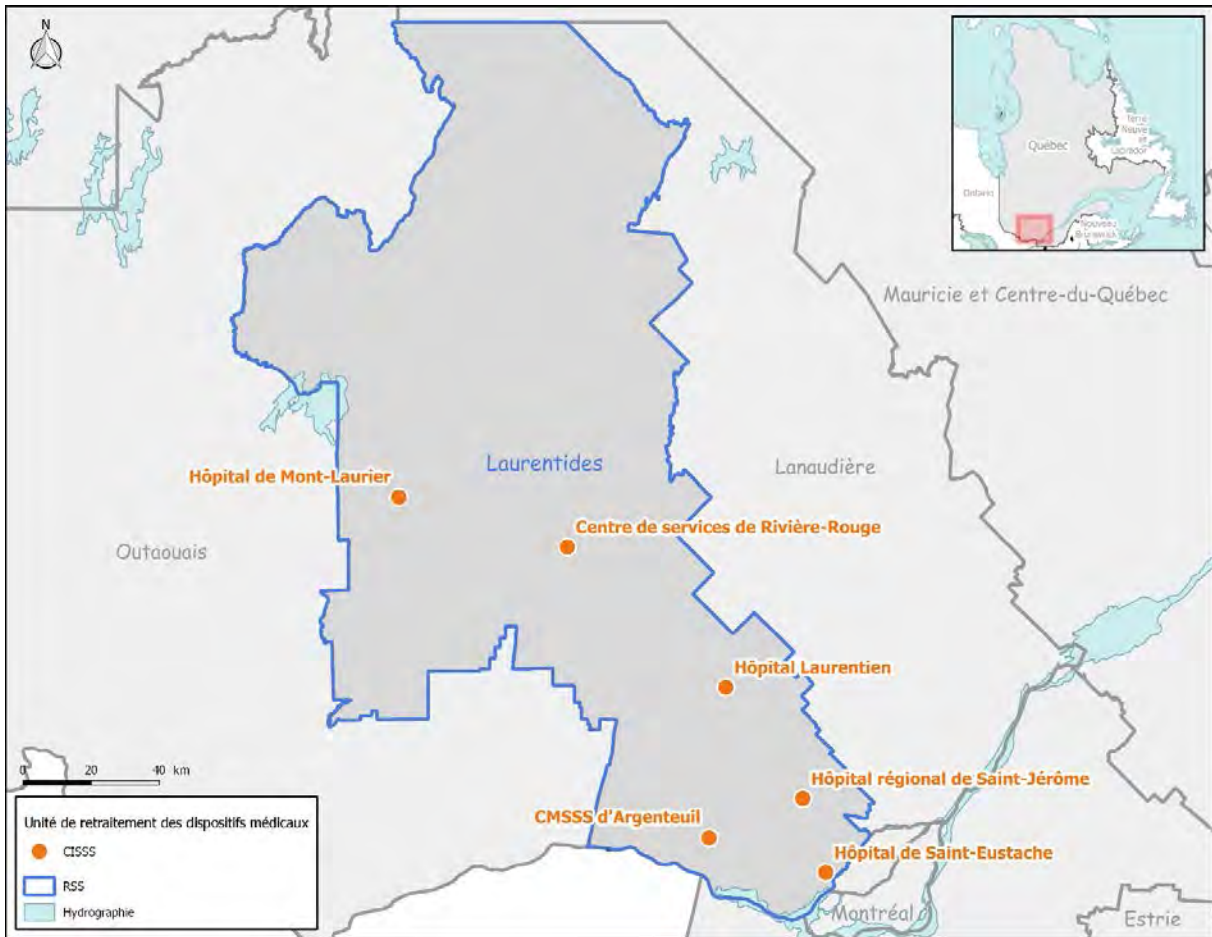 N
Terre
Neuve
et
Labrador
Québec
Ontario
Nouveau
Brunswick
Mauricie et Centre-du-Québec
Laurentides
Lanaudière
Hôpital de Mont-Laurier
Centre de services de Rivière-Rouge
Outaouais
Hôpital Laurentien
Hôpital régional de Saint-Jérôme
CMSSS d'Argenteuil
Hôpital de Saint-Eustache
Montréal
Estrie
0 20 40 km
Unité de retraitement des dispositifs médicaux
CISSS
RSS
Hydrographie